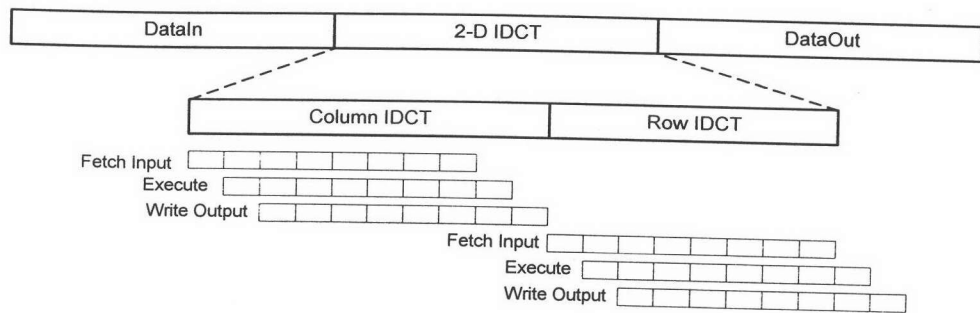 DataIn 2-D IDCT DataOut
Column IDCT Row IDCT
Fetch Input
Execute
Write Output
Fetch Input
Execute
Write Output